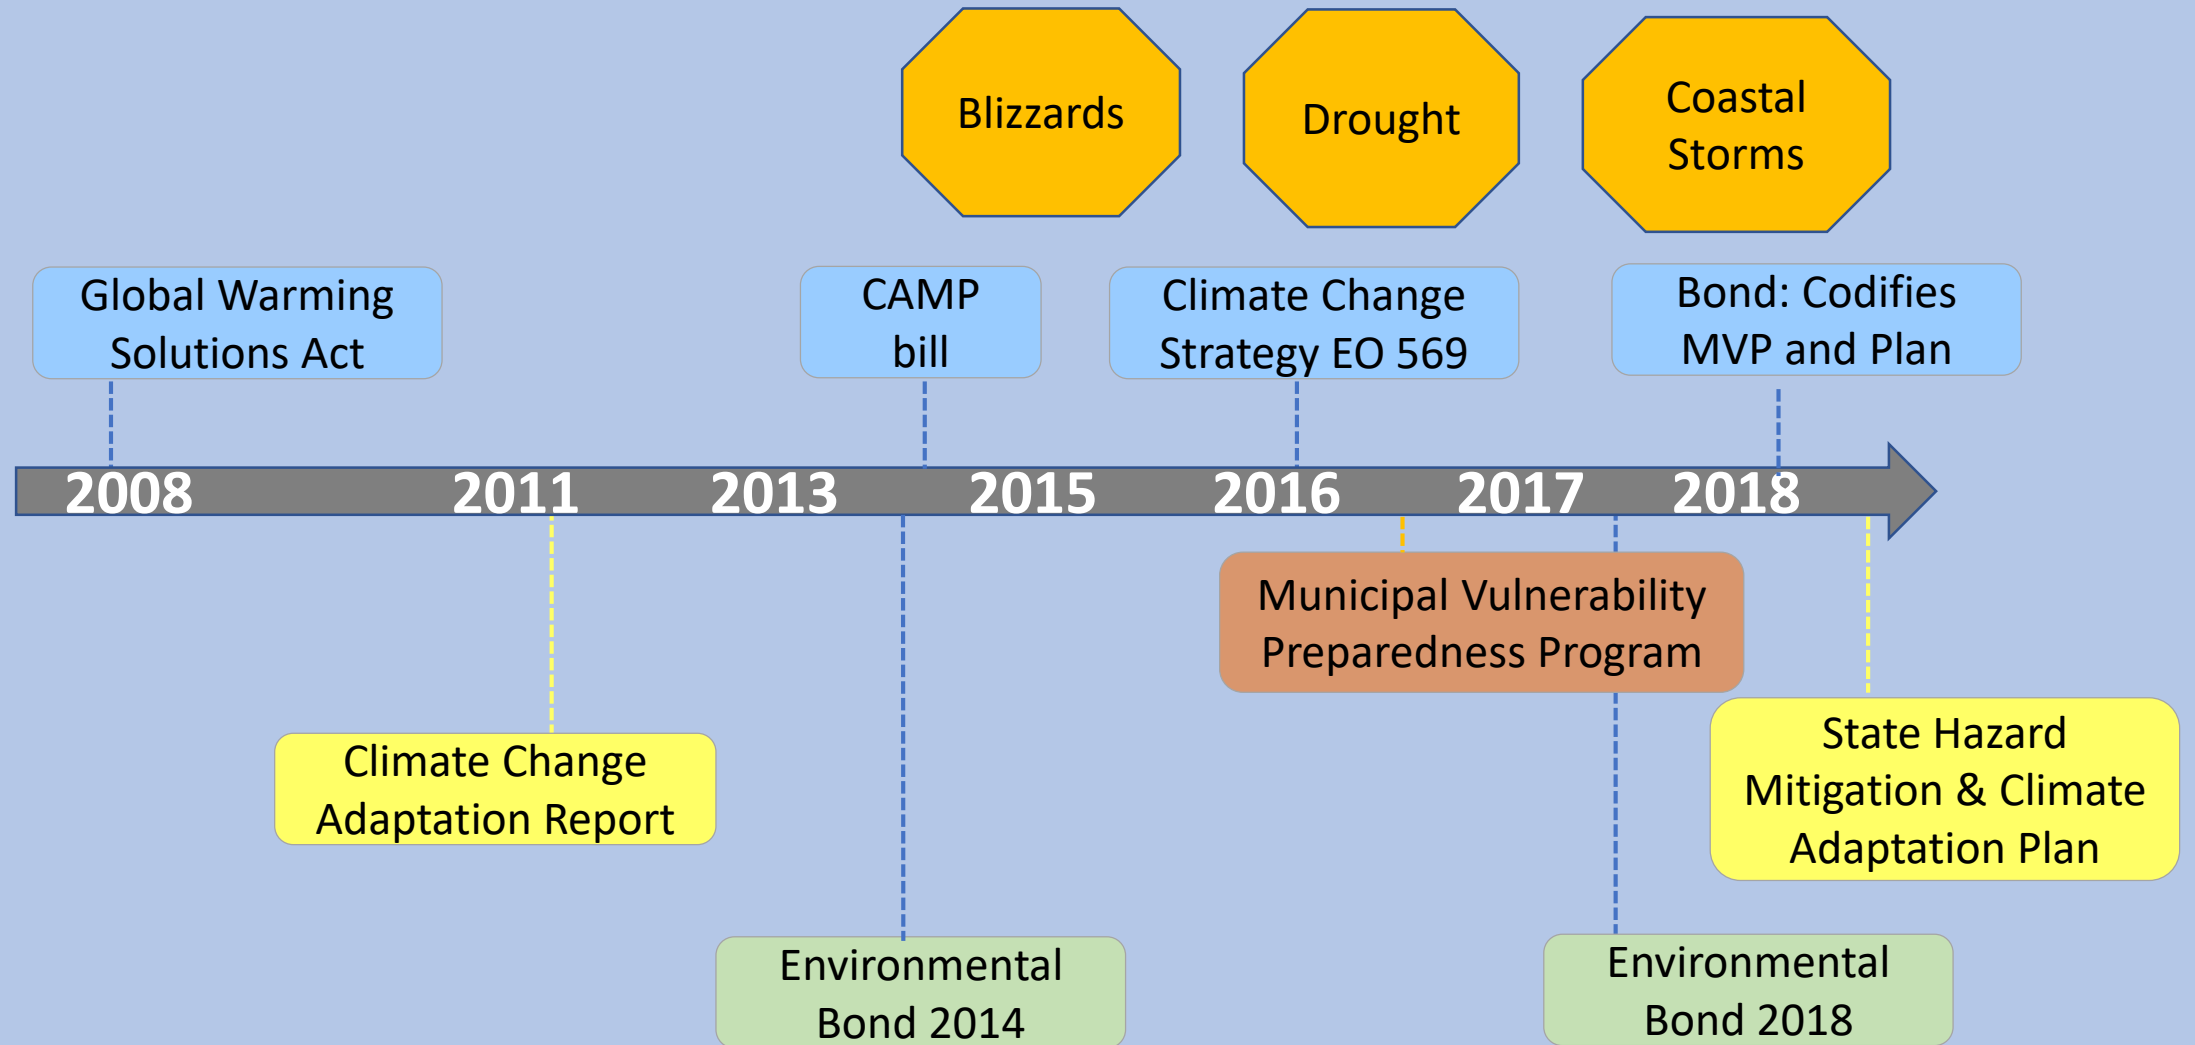 Blizzards
Drought
Coastal
Storms
Global Warming
Solutions Act
CAMP
bill
Climate Change
Strategy EO 569
Bond: Codifies
MVP and Plan
2008 2011 2013 2015 2016 2017 2018
Municipal Vulnerability
Preparedness Program
Climate Change
Adaptation Report
State Hazard
Mitigation & Climate
Adaptation Plan
Environmental
Bond 2014
Environmental
Bond 2018